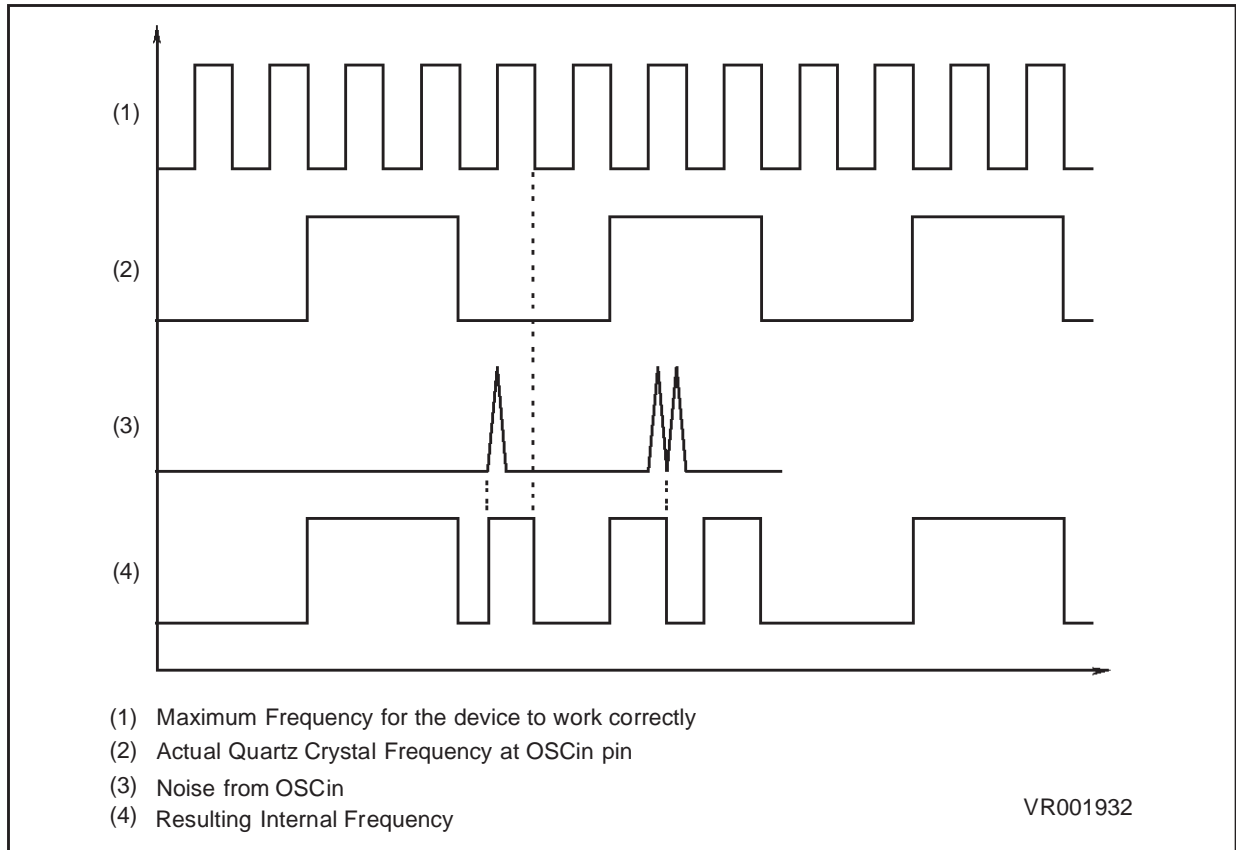 (1)
(2)
(3)
(4)
(1) Maximum Frequency for the device to work correctly
(2) Actual Quartz Crystal Frequency at OSCin pin
(3) Noise from OSCin
(4) Resulting Internal Frequency
VR001932